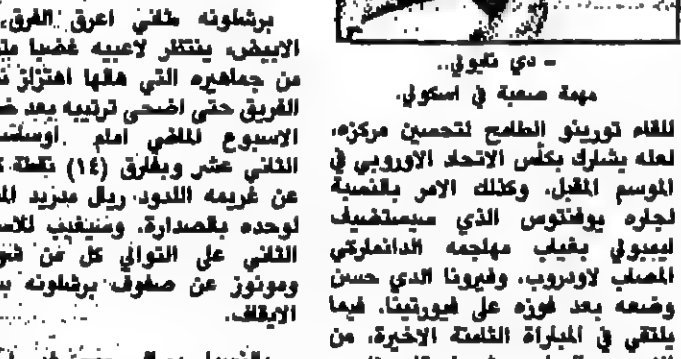 - دي نابولي..
مهمة صعبة في اسكولي.
للقاء تورينو الطامح لتحسين مركزه،
لعله يشارك بكأس الاتحاد الاوروبي في
الموسم المقبل. وكذلك الامر بالنسبة
لجاره يوفنتوس الذي سيستضيف
ليمبولي بغياب مهاجمه الدانماركي
المصاب لاودروب. وفيرونا الذي حسن
وضعه بعد فوزه على فيورنتينا. فيما
يلتقي في المباراة الثامنة الاخيرة، من
برشلونه ملاني اعرق الفرق،
الابيض، ينتظر لاعبيه غضبا
من جماهيره التي هالها اهتزاز
الفريق حتى اضحى ترتيبه بعد
الاسبوع الماضي امام اوساسو
الثاني عشر وبفارق (١٤) نقطة
عن غريمه اللدود ريال مدريد
لوحده بالصدارة. وسيغيب
الثاني على التوالي كل من
ومونوز عن صفوف برشلونه
الايقاف.